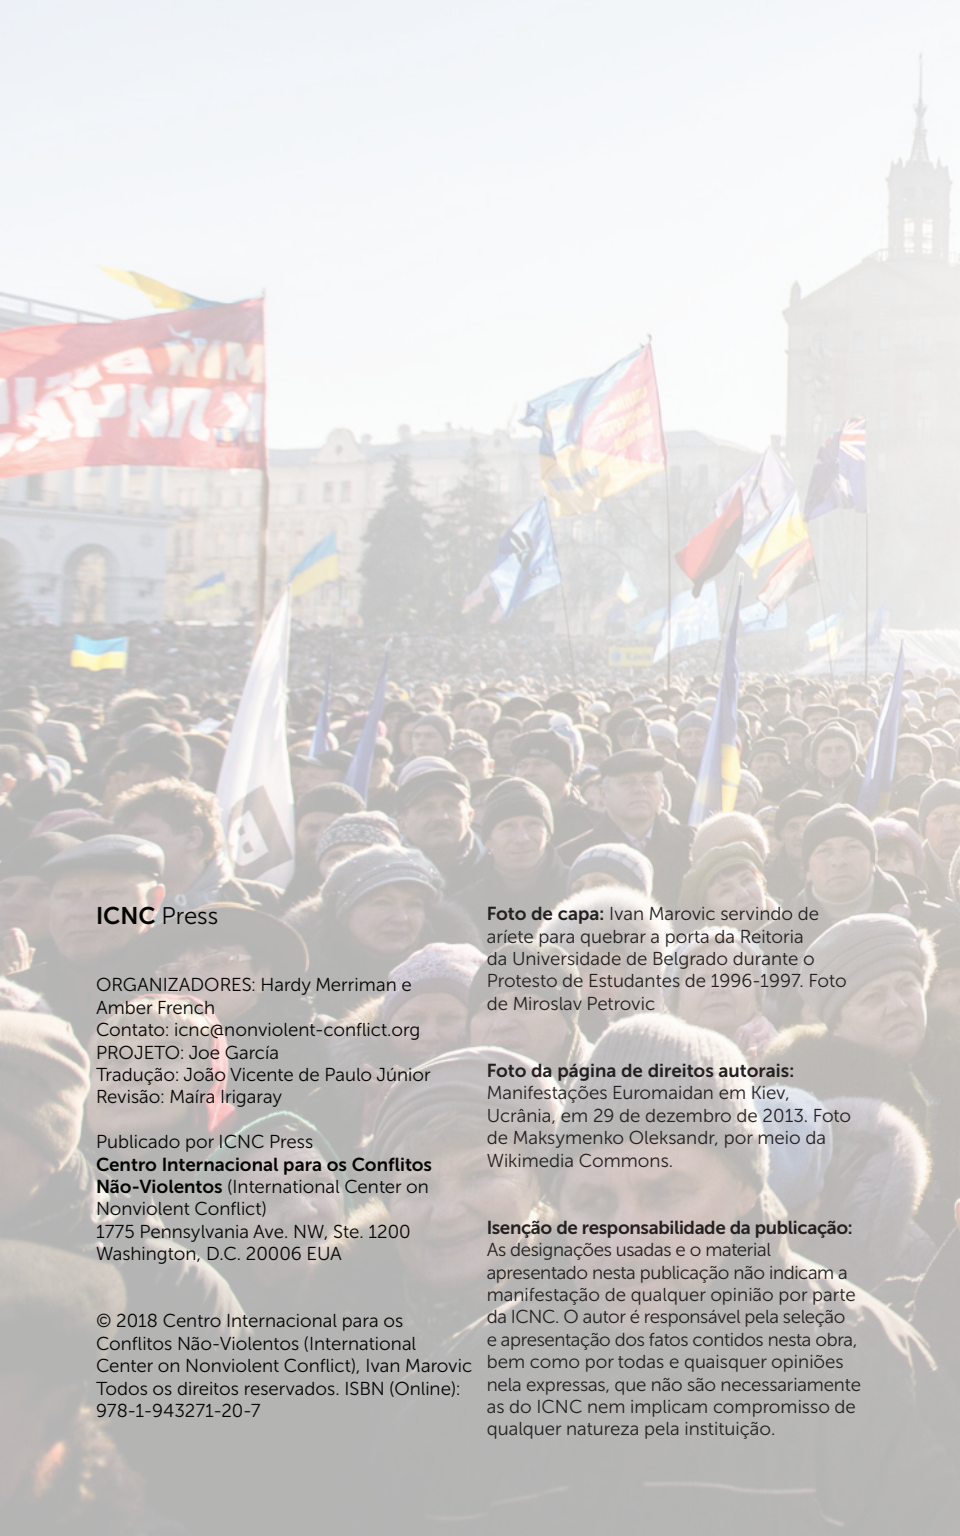 ICNC Press
ORGANIZADORES: Hardy Merriman e
Amber French
Contato: icnc@nonviolent-conflict.org
PROJETO: Joe García
Tradução: João Vicente de Paulo Júnior
Revisão: Maíra Irigaray
Publicado por ICNC Press
Centro Internacional para os Conflitos
Não-Violentos (International Center on
Nonviolent Conflict)
1775 Pennsylvania Ave. NW, Ste. 1200
Washington, D.C. 20006 EUA
© 2018 Centro Internacional para os
Conflitos Não-Violentos (International
Center on Nonviolent Conflict), Ivan Marovic
Todos os direitos reservados. ISBN (Online):
978-1-943271-20-7
Foto de capa: Ivan Marovic servindo de
aríete para quebrar a porta da Reitoria
da Universidade de Belgrado durante o
Protesto de Estudantes de 1996-1997. Foto
de Miroslav Petrovic
Foto da página de direitos autorais:
Manifestações Euromaidan em Kiev,
Ucrânia, em 29 de dezembro de 2013. Foto
de Maksymenko Oleksandr, por meio da
Wikimedia Commons.
Isenção de responsabilidade da publicação:
As designações usadas e o material
apresentado nesta publicação não indicam a
manifestação de qualquer opinião por parte
da ICNC. O autor é responsável pela seleção
e apresentação dos fatos contidos nesta obra,
bem como por todas e quaisquer opiniões
nela expressas, que não são necessariamente
as do ICNC nem implicam compromisso de
qualquer natureza pela instituição.